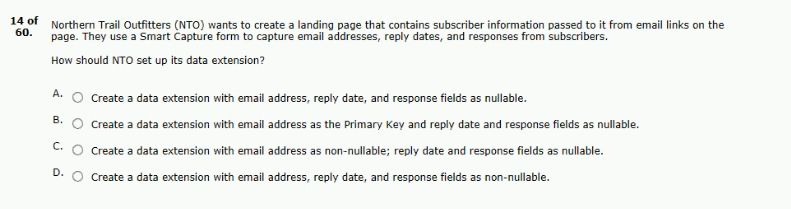 14 of
60.
Northern Trail Outfitters (NTO) wants to create a landing page that contains subscriber information passed to it from email links on the
page. They use a Smart Capture form to capture email addresses, reply dates, and responses from subscribers.
How should NTO set up its data extension?
A. Create a data extension with email address, reply date, and response fields as nullable.
B. Create a data extension with email address as the Primary Key and reply date and response fields as nullable.
C. Create a data extension with email address as non-nullable; reply date and response fields as nullable.
D. Create a data extension with email address, reply date, and response fields as non-nullable.